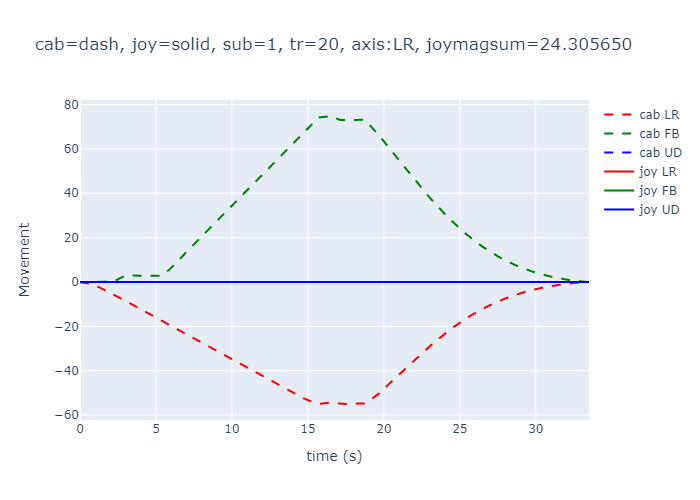 cab=dash, joy=solid, sub=1, tr=20, axis:LR, joymagsum=24.305650
80
60
40
20
0
−20
−40
−60
Movement
0 5 10 15 20 25 30
time (s)
cab LR
cab FB
cab UD
joy LR
joy FB
joy UD